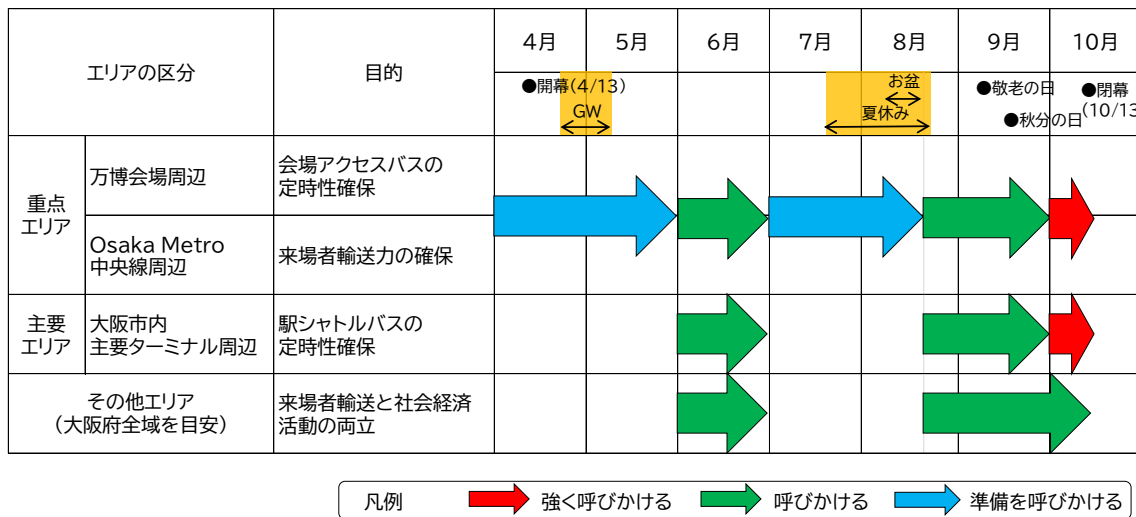 エリアの区分
目的
4月
5月
6月
7月
8月
9月
10月
●開幕(4/13)
GW
お盆
夏休み
●敬老の日
●秋分の日
●閉幕
(10/13)
重点
エリア
万博会場周辺
会場アクセスバスの
定時性確保
Osaka Metro
中央線周辺
来場者輸送力の確保
主要
エリア
大阪市内
主要ターミナル周辺
駅シャトルバスの
定時性確保
その他エリア
(大阪府全域を目安)
来場者輸送と社会経済
活動の両立
凡例
強く呼びかける
呼びかける
準備を呼びかける